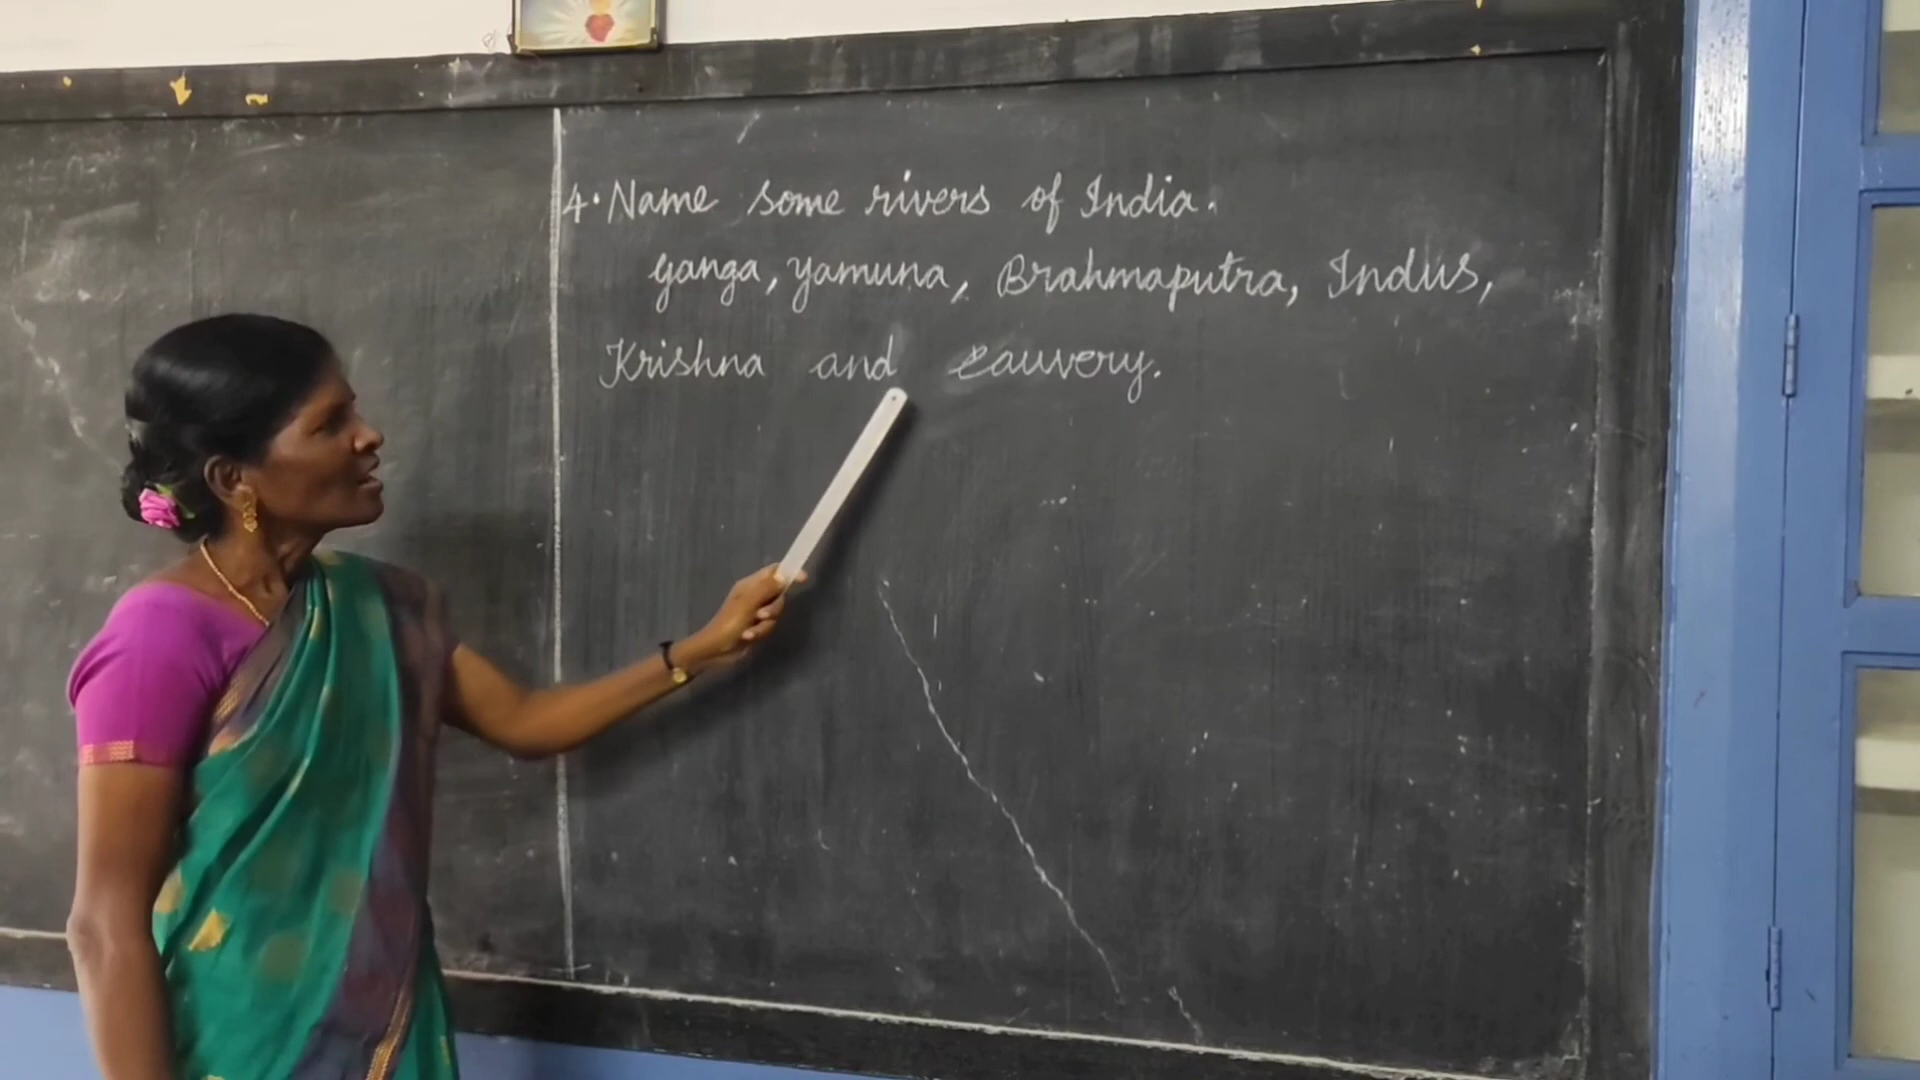 4. Name some rivers of India.
Ganga, Yamuna, Brahmaputra, Indus,
Krishna and Cauvery.